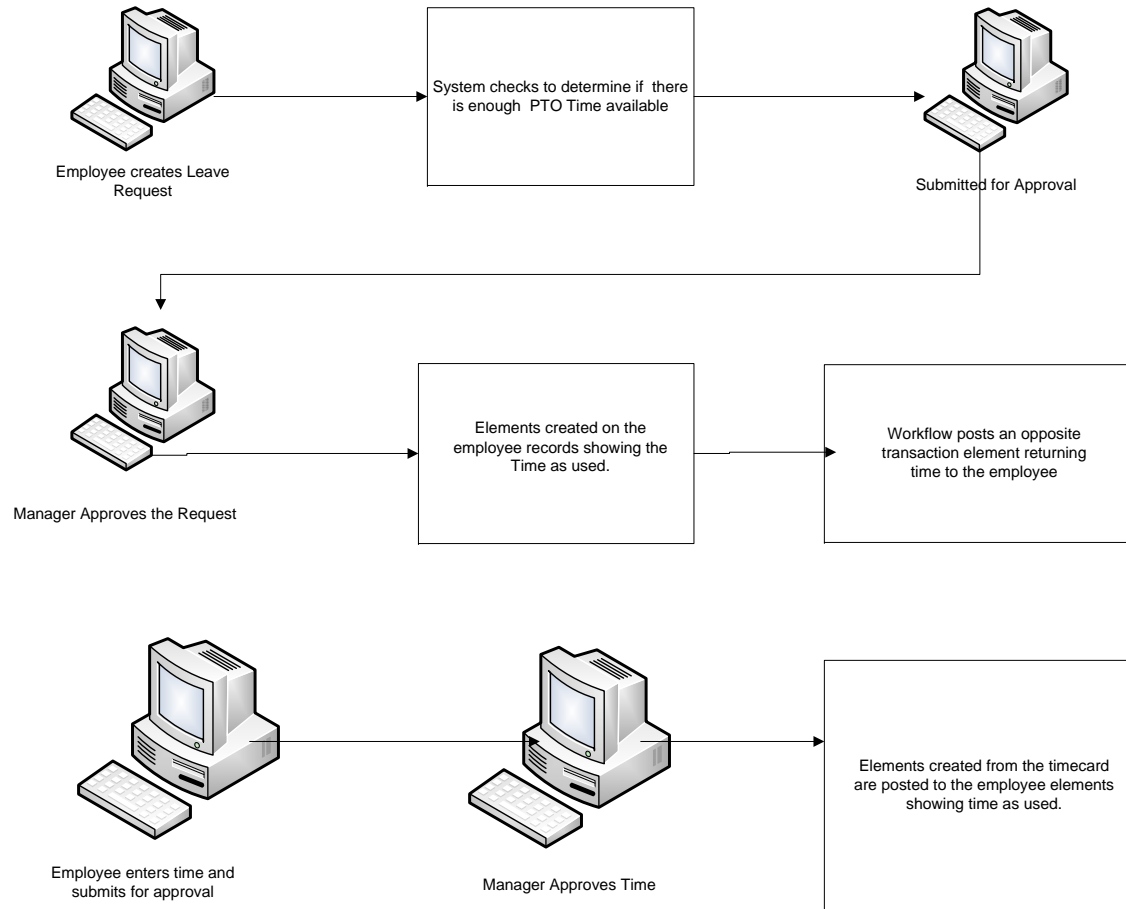 System checks to determine if there
is enough PTO Time available
Employee creates Leave
Request
Submitted for Approval
Elements created on the
employee records showing the
Time as used.
Workflow posts an opposite
transaction element returning
time to the employee
Manager Approves the Request
Elements created from the timecard
are posted to the employee elements
showing time as used.
Employee enters time and
submits for approval
Manager Approves Time